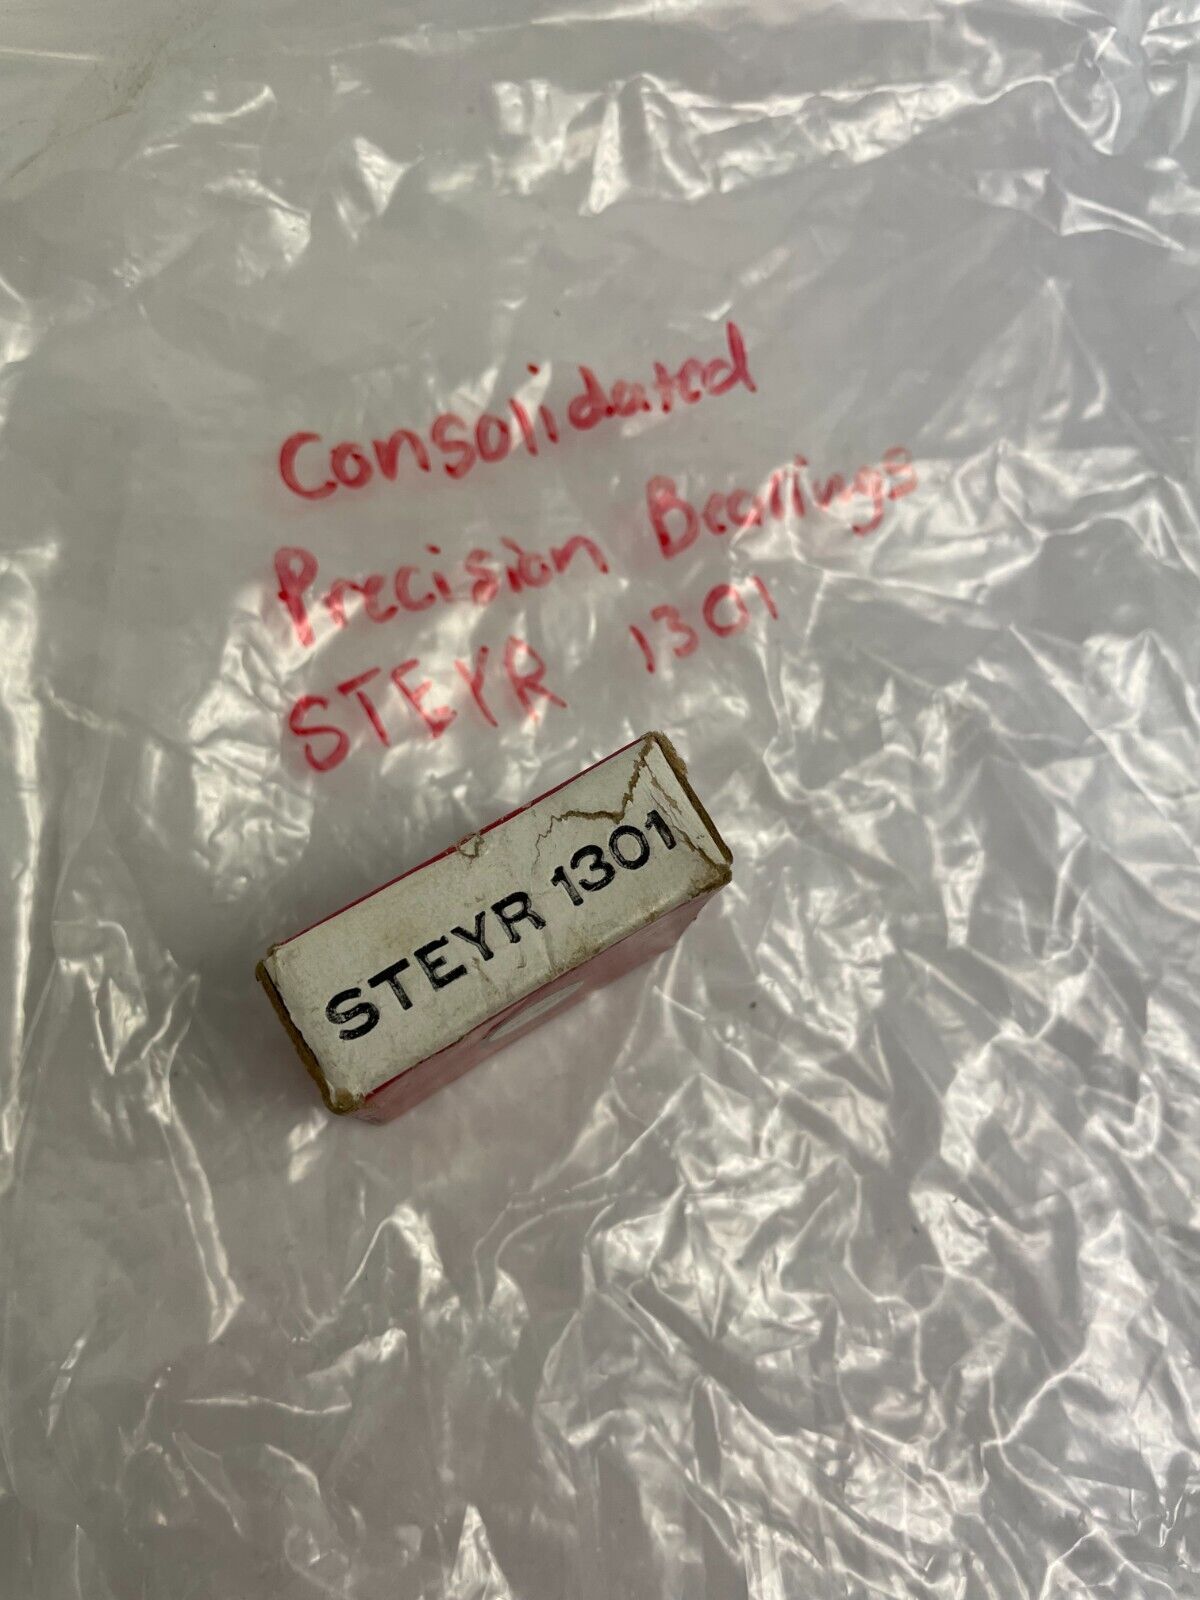 Consolidated
Precision Bearings
STEYR 1301
STEYR 1301